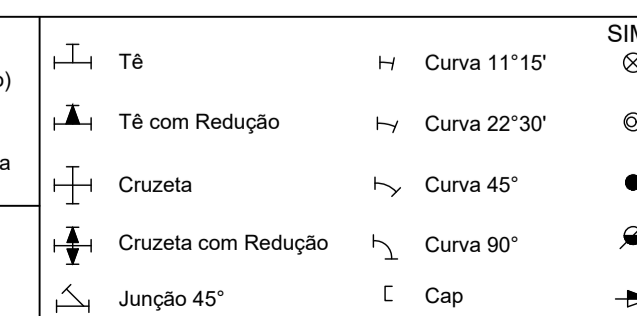 SIM
Tê
Curva 11°15'
o)
Tê com Redução
Curva 22°30'
a
Cruzeta
Curva 45°
Cruzeta com Redução
Curva 90°
Junção 45°
Cap